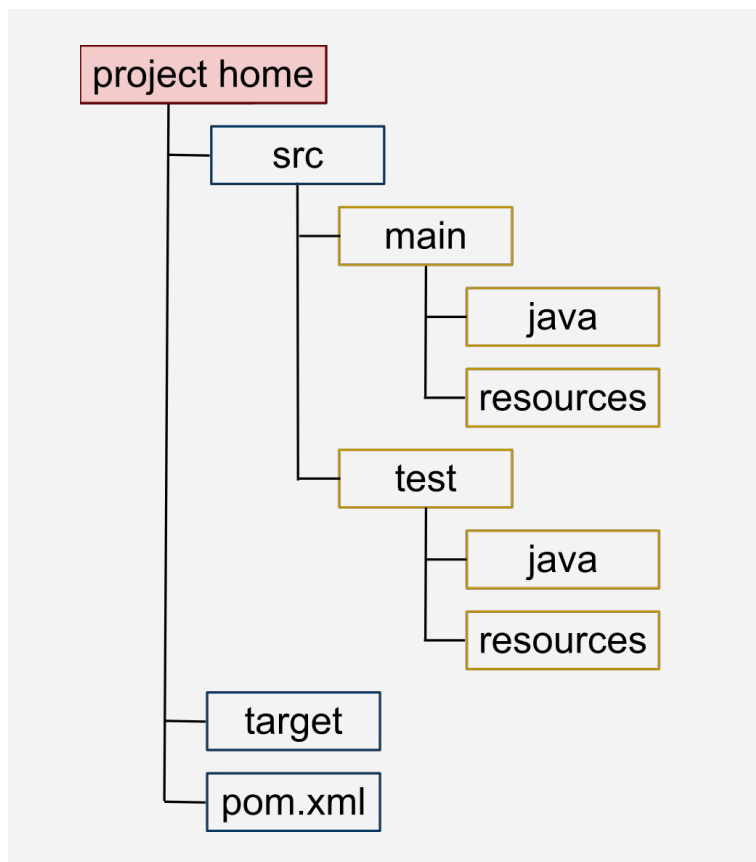 project home
src
main
java
resources
test
java
resources
target
pom.xml